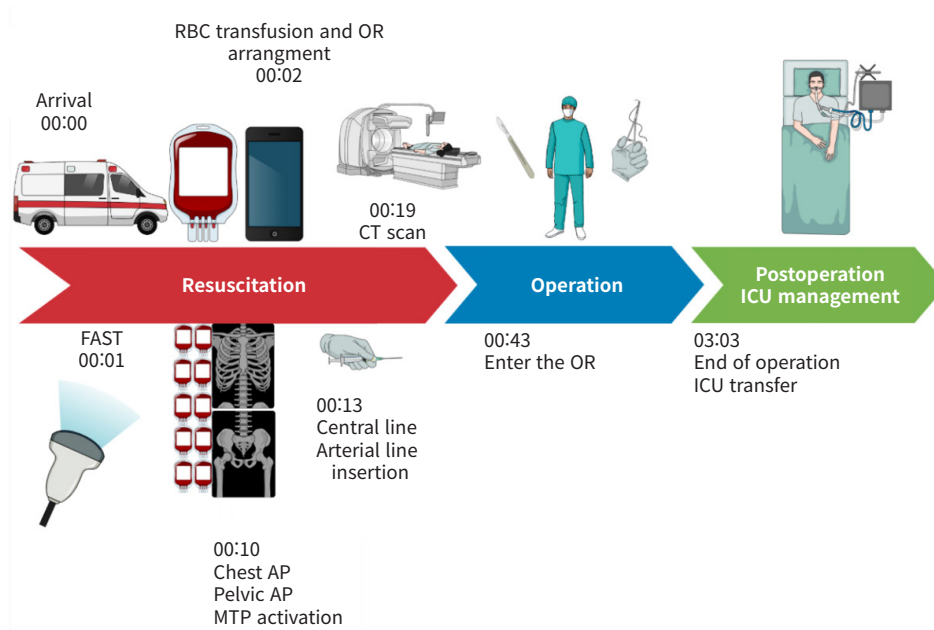 RBC transfusion and OR
arrangment
00:02
Arrival
00:00
00:19
CT scan
Resuscitation
Operation
Postoperation
ICU management
FAST
00:01
00:13
Central line
Arterial line
insertion
00:10
Chest AP
Pelvic AP
MTP activation
00:43
Enter the OR
03:03
End of operation
ICU transfer